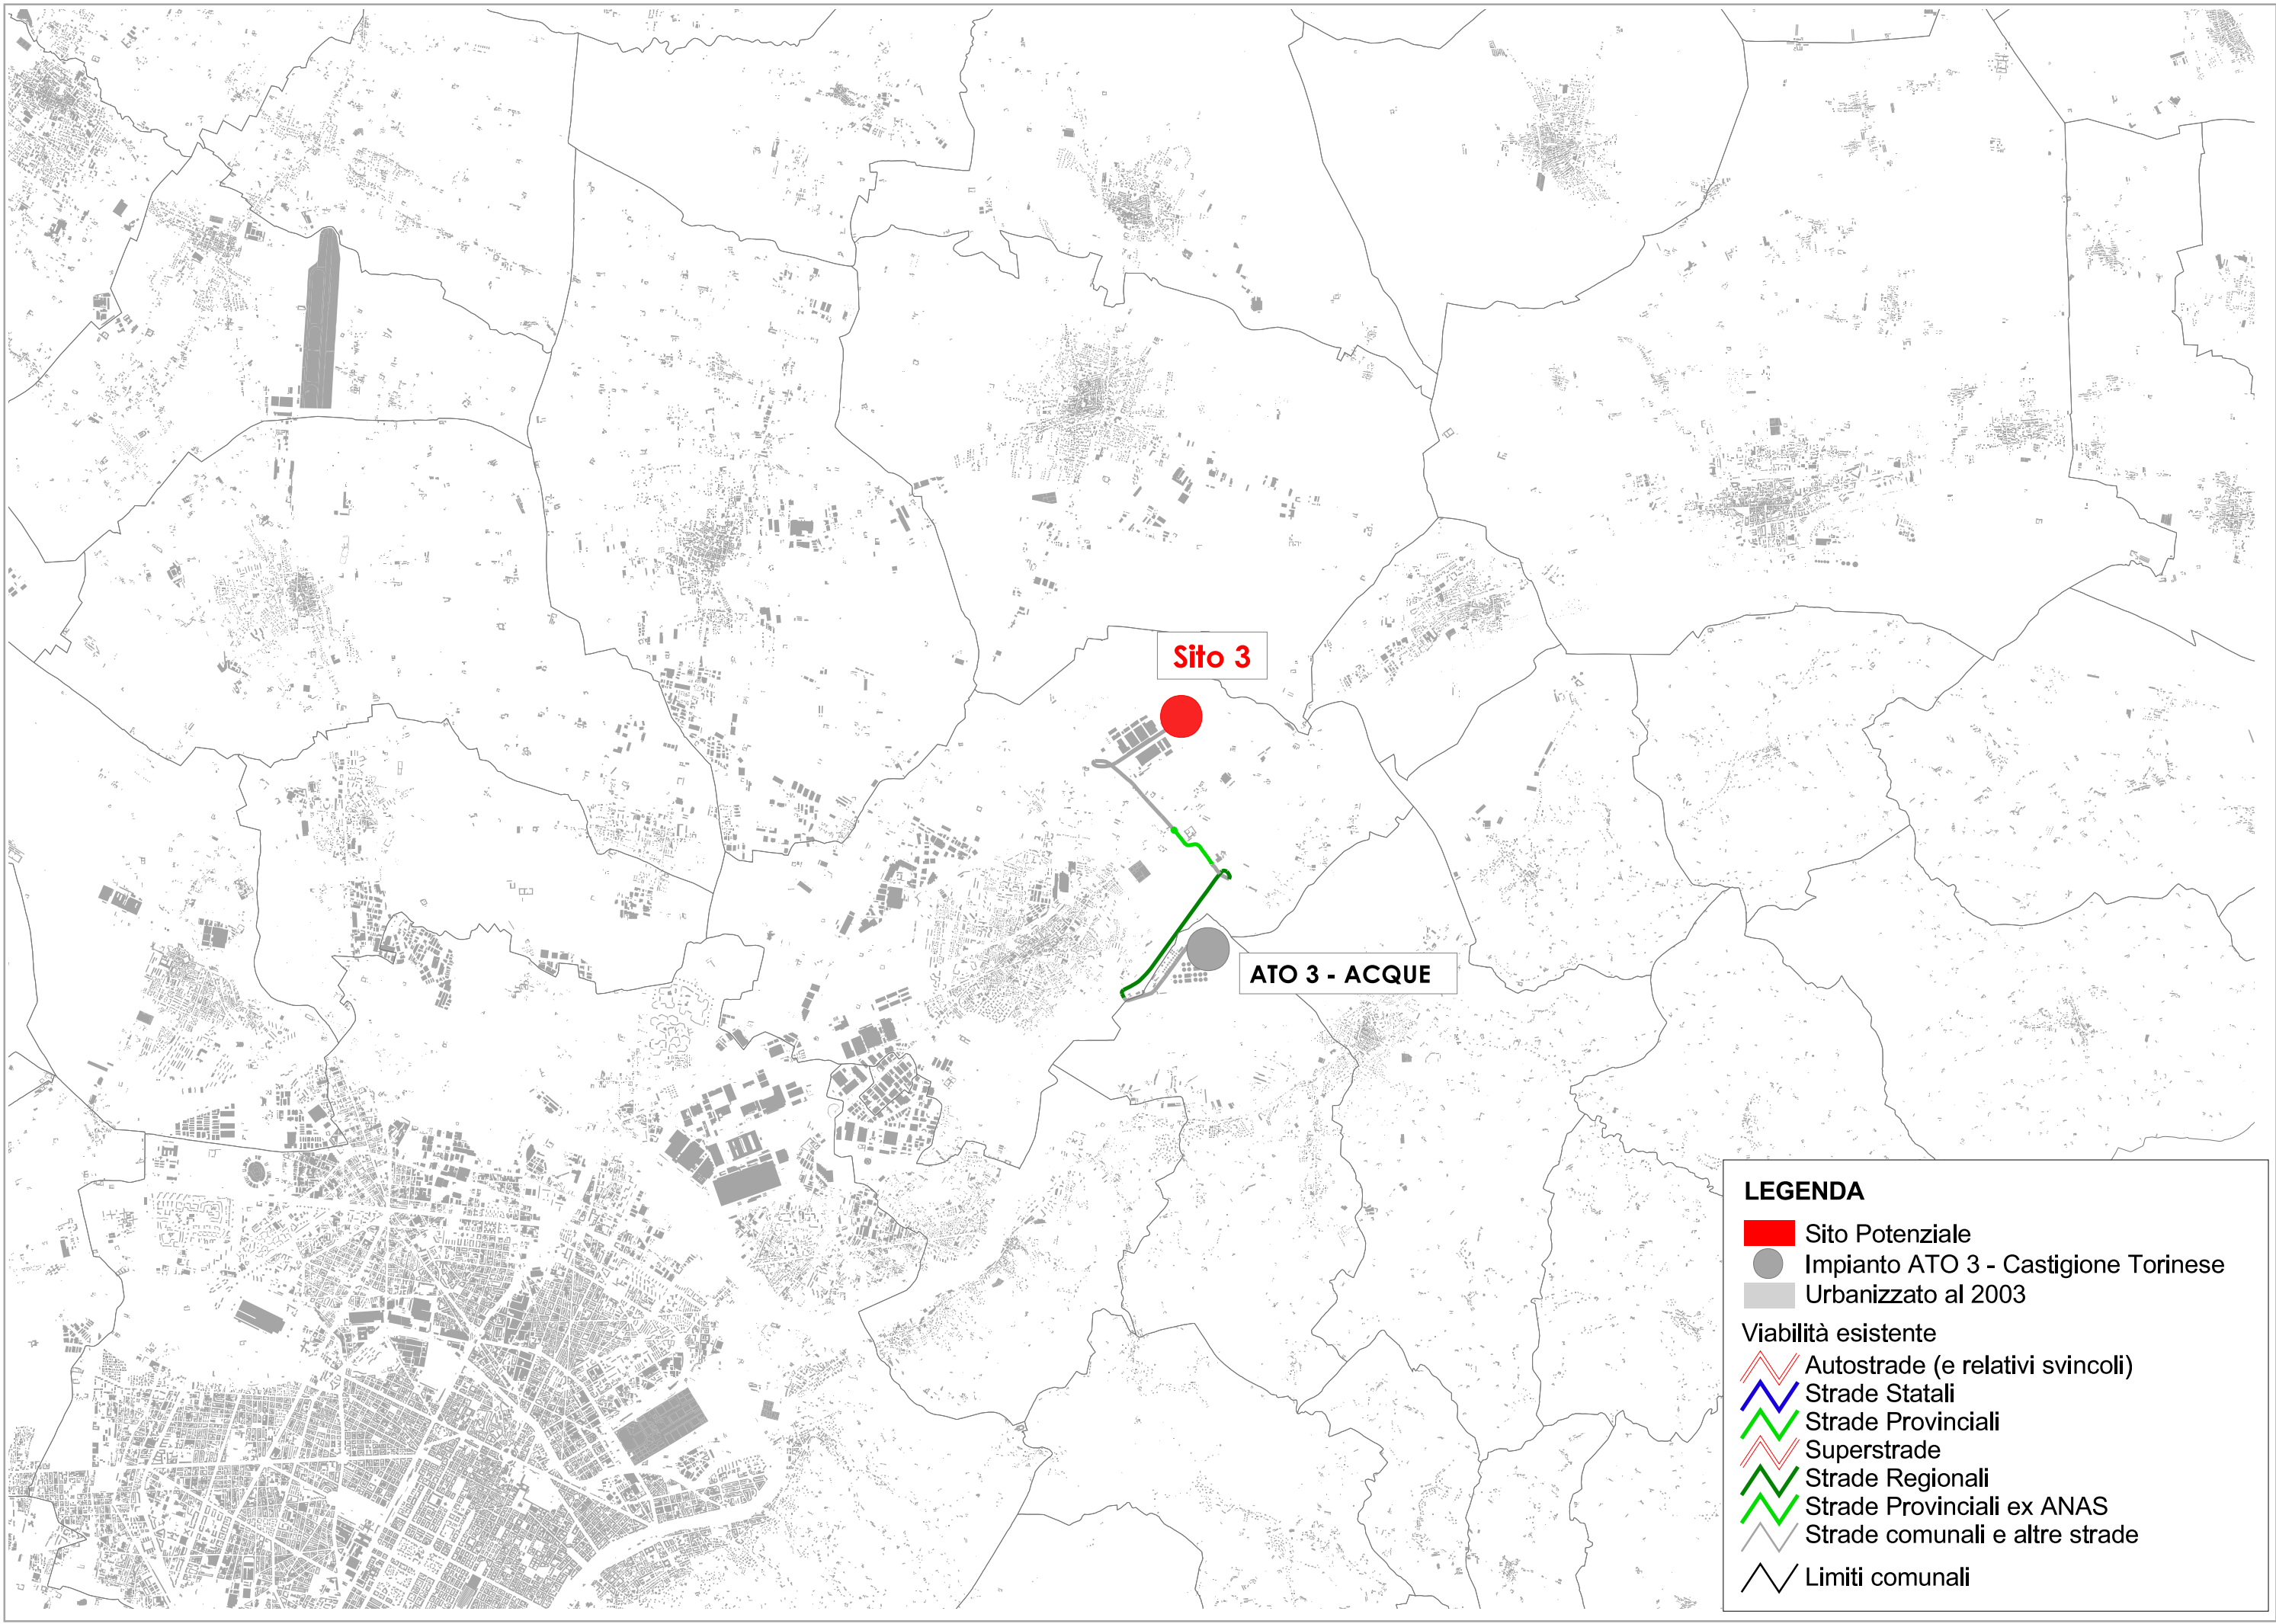 Sito 3
ATO 3 - ACQUE
LEGENDA
Sito Potenziale
Impianto ATO 3 - Castigione Torinese
Urbanizzato al 2003
Viabilità esistente
Autostrade (e relativi svincoli)
Strade Statali
Strade Provinciali
Superstrade
Strade Regionali
Strade Provinciali ex ANAS
Strade comunali e altre strade
Limiti comunali